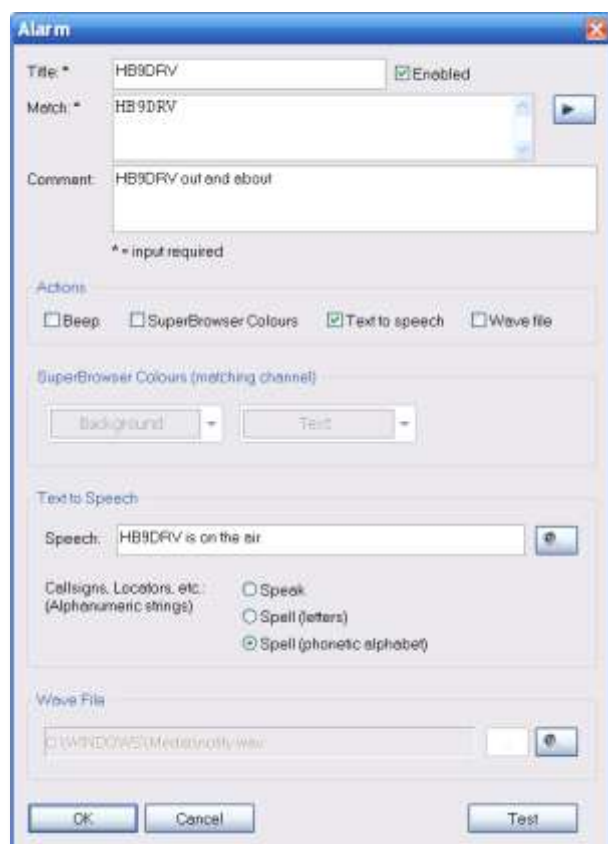 Alarm
Title: * HB9DRV Enabled
Match: * HB9DRV
Comment: HB9DRV out and about
* = input required
Actions
Beep SuperBrowser Colours Text to speech Wave file
SuperBrowser Colours (matching channel)
Background Text
Text to Speech
Speech: HB9DRV is on the air
Callsigns, Locators, etc.: Speak
(Alphanumeric strings)
Spell (letters)
Spell (phonetic alphabet)
Wave File
C:\WINDOWS\Media\notify.wav
OK Cancel Test